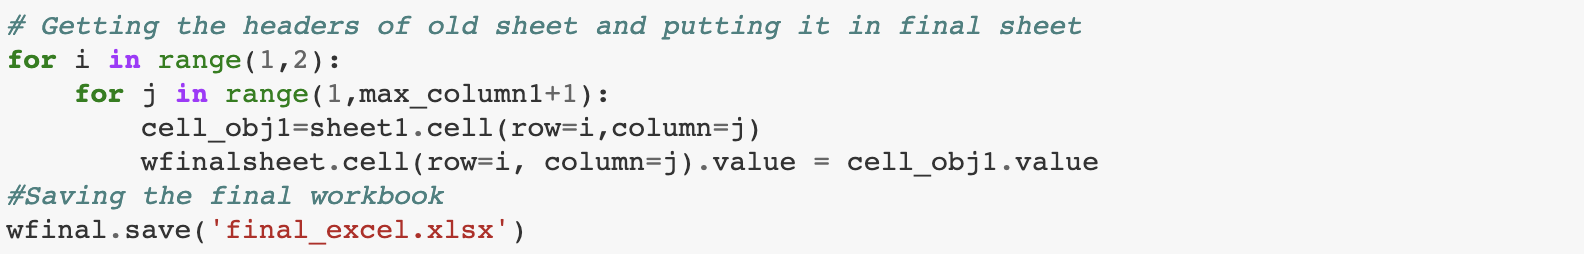 # Getting the headers of old sheet and putting it in final sheet
for i in range(1,2):
    for j in range(1,max_column1+1):
        cell_obj1=sheet1.cell(row=i,column=j)
        wfinalsheet.cell(row=i, column=j).value = cell_obj1.value
#Saving the final workbook
wfinal.save('final_excel.xlsx')